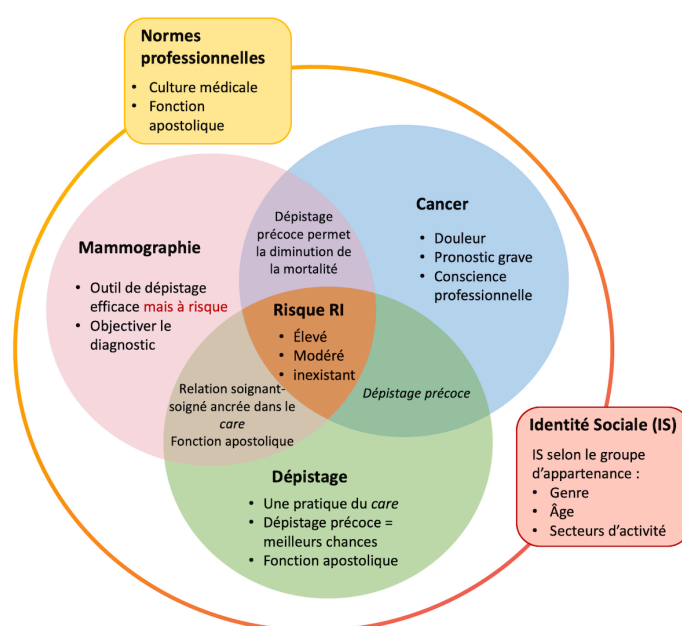 Normes
professionnelles
• Culture médicale
• Fonction
apostolique
Cancer
• Douleur
• Pronostic grave
• Conscience
professionnelle
Dépistage
précoce permet
la diminution de
la mortalité
Mammographie
• Outil de dépistage
efficace mais à risque
• Objectiver le
diagnostic
Risque RI
• Élevé
• Modéré
• inexistant
Relation soignant-
soigné ancrée dans le
care
Fonction apostolique
Dépistage précoce
Identité Sociale (IS)
IS selon le groupe
d'appartenance :
• Genre
• Âge
• Secteurs d'activité
Dépistage
• Une pratique du care
• Dépistage précoce =
meilleurs chances
• Fonction apostolique